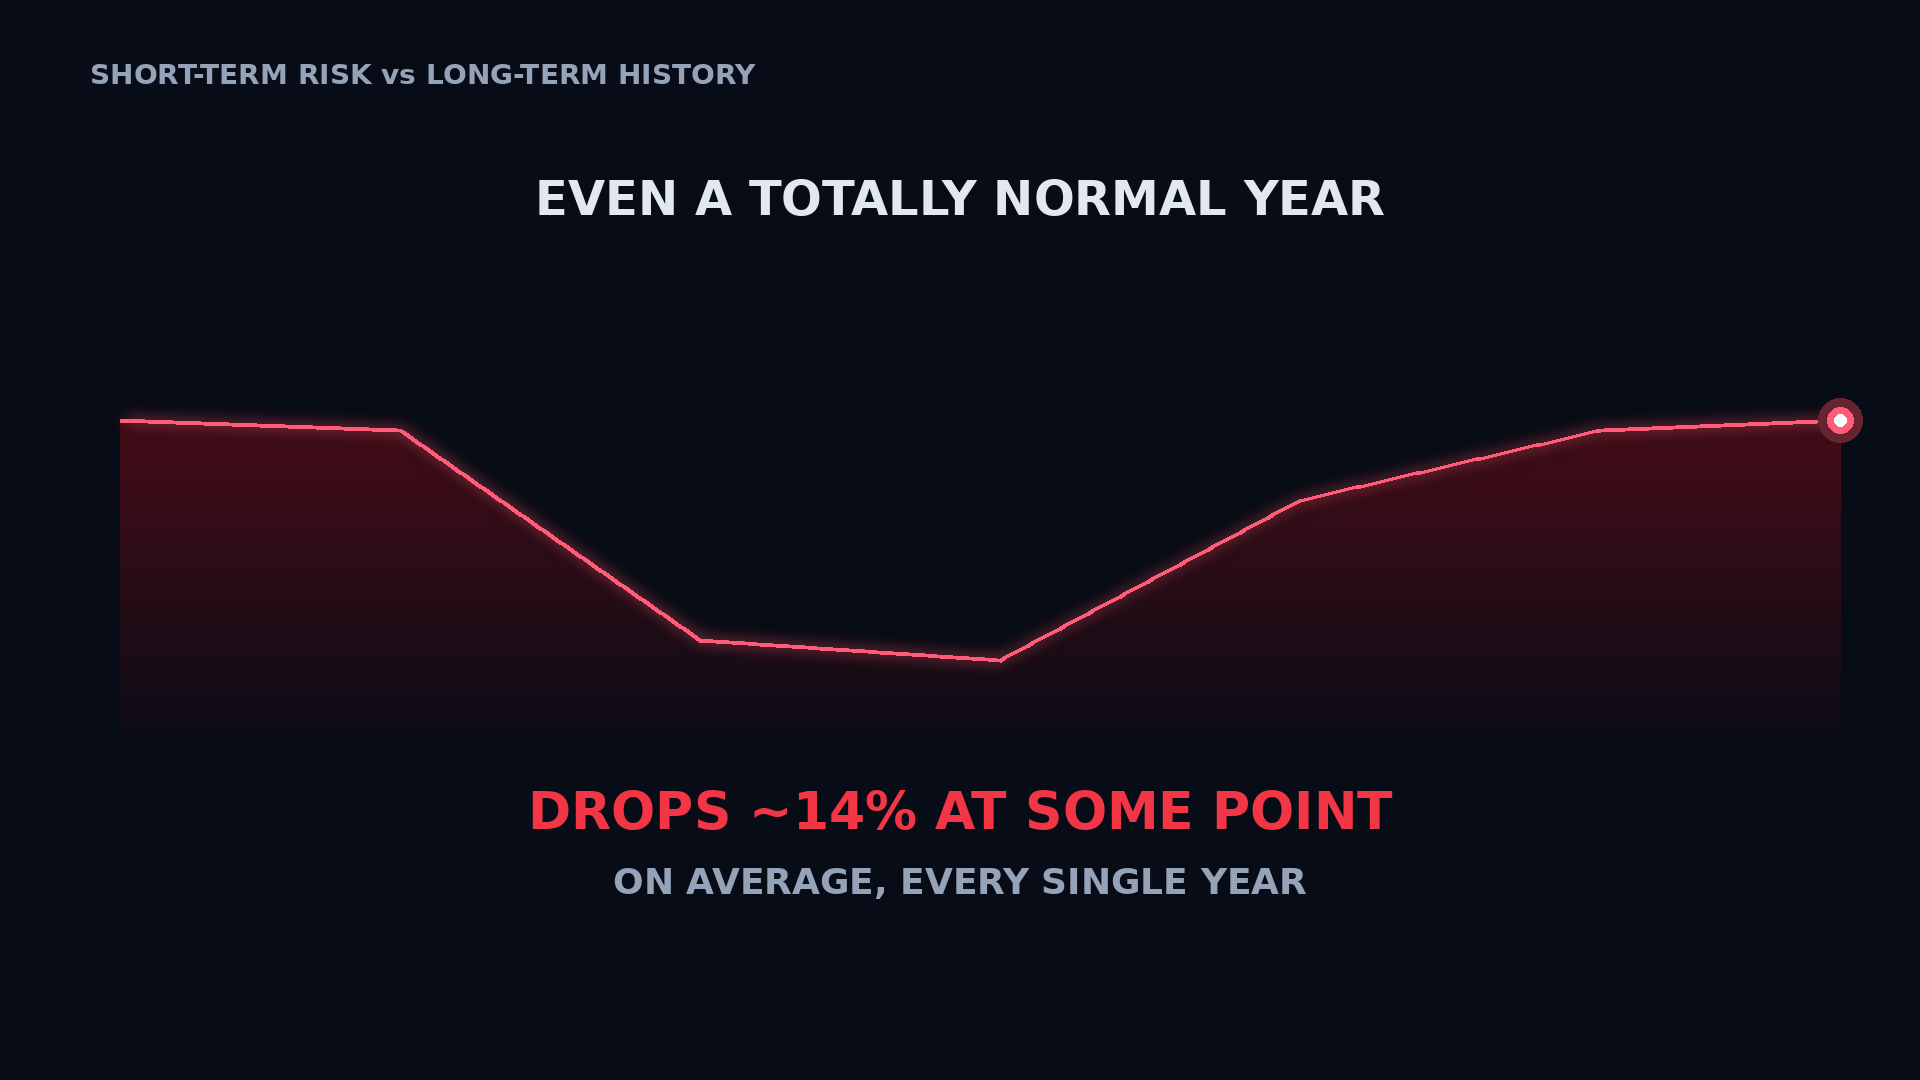 SHORT-TERM RISK vs LONG-TERM HISTORY
EVEN A TOTALLY NORMAL YEAR
DROPS ~14% AT SOME POINT
ON AVERAGE, EVERY SINGLE YEAR